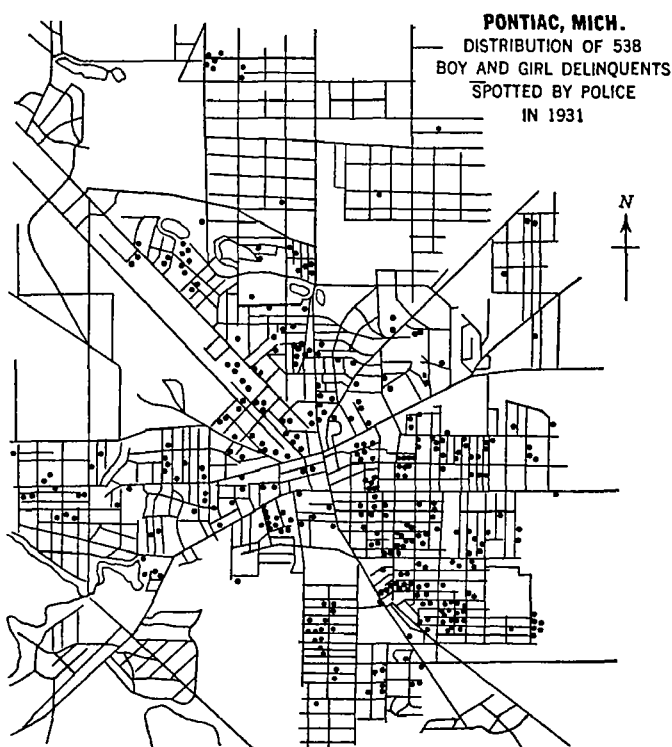 PONTIAC, MICH.
DISTRIBUTION OF 538
BOY AND GIRL DELINQUENTS
SPOTTED BY POLICE
IN 1931
N